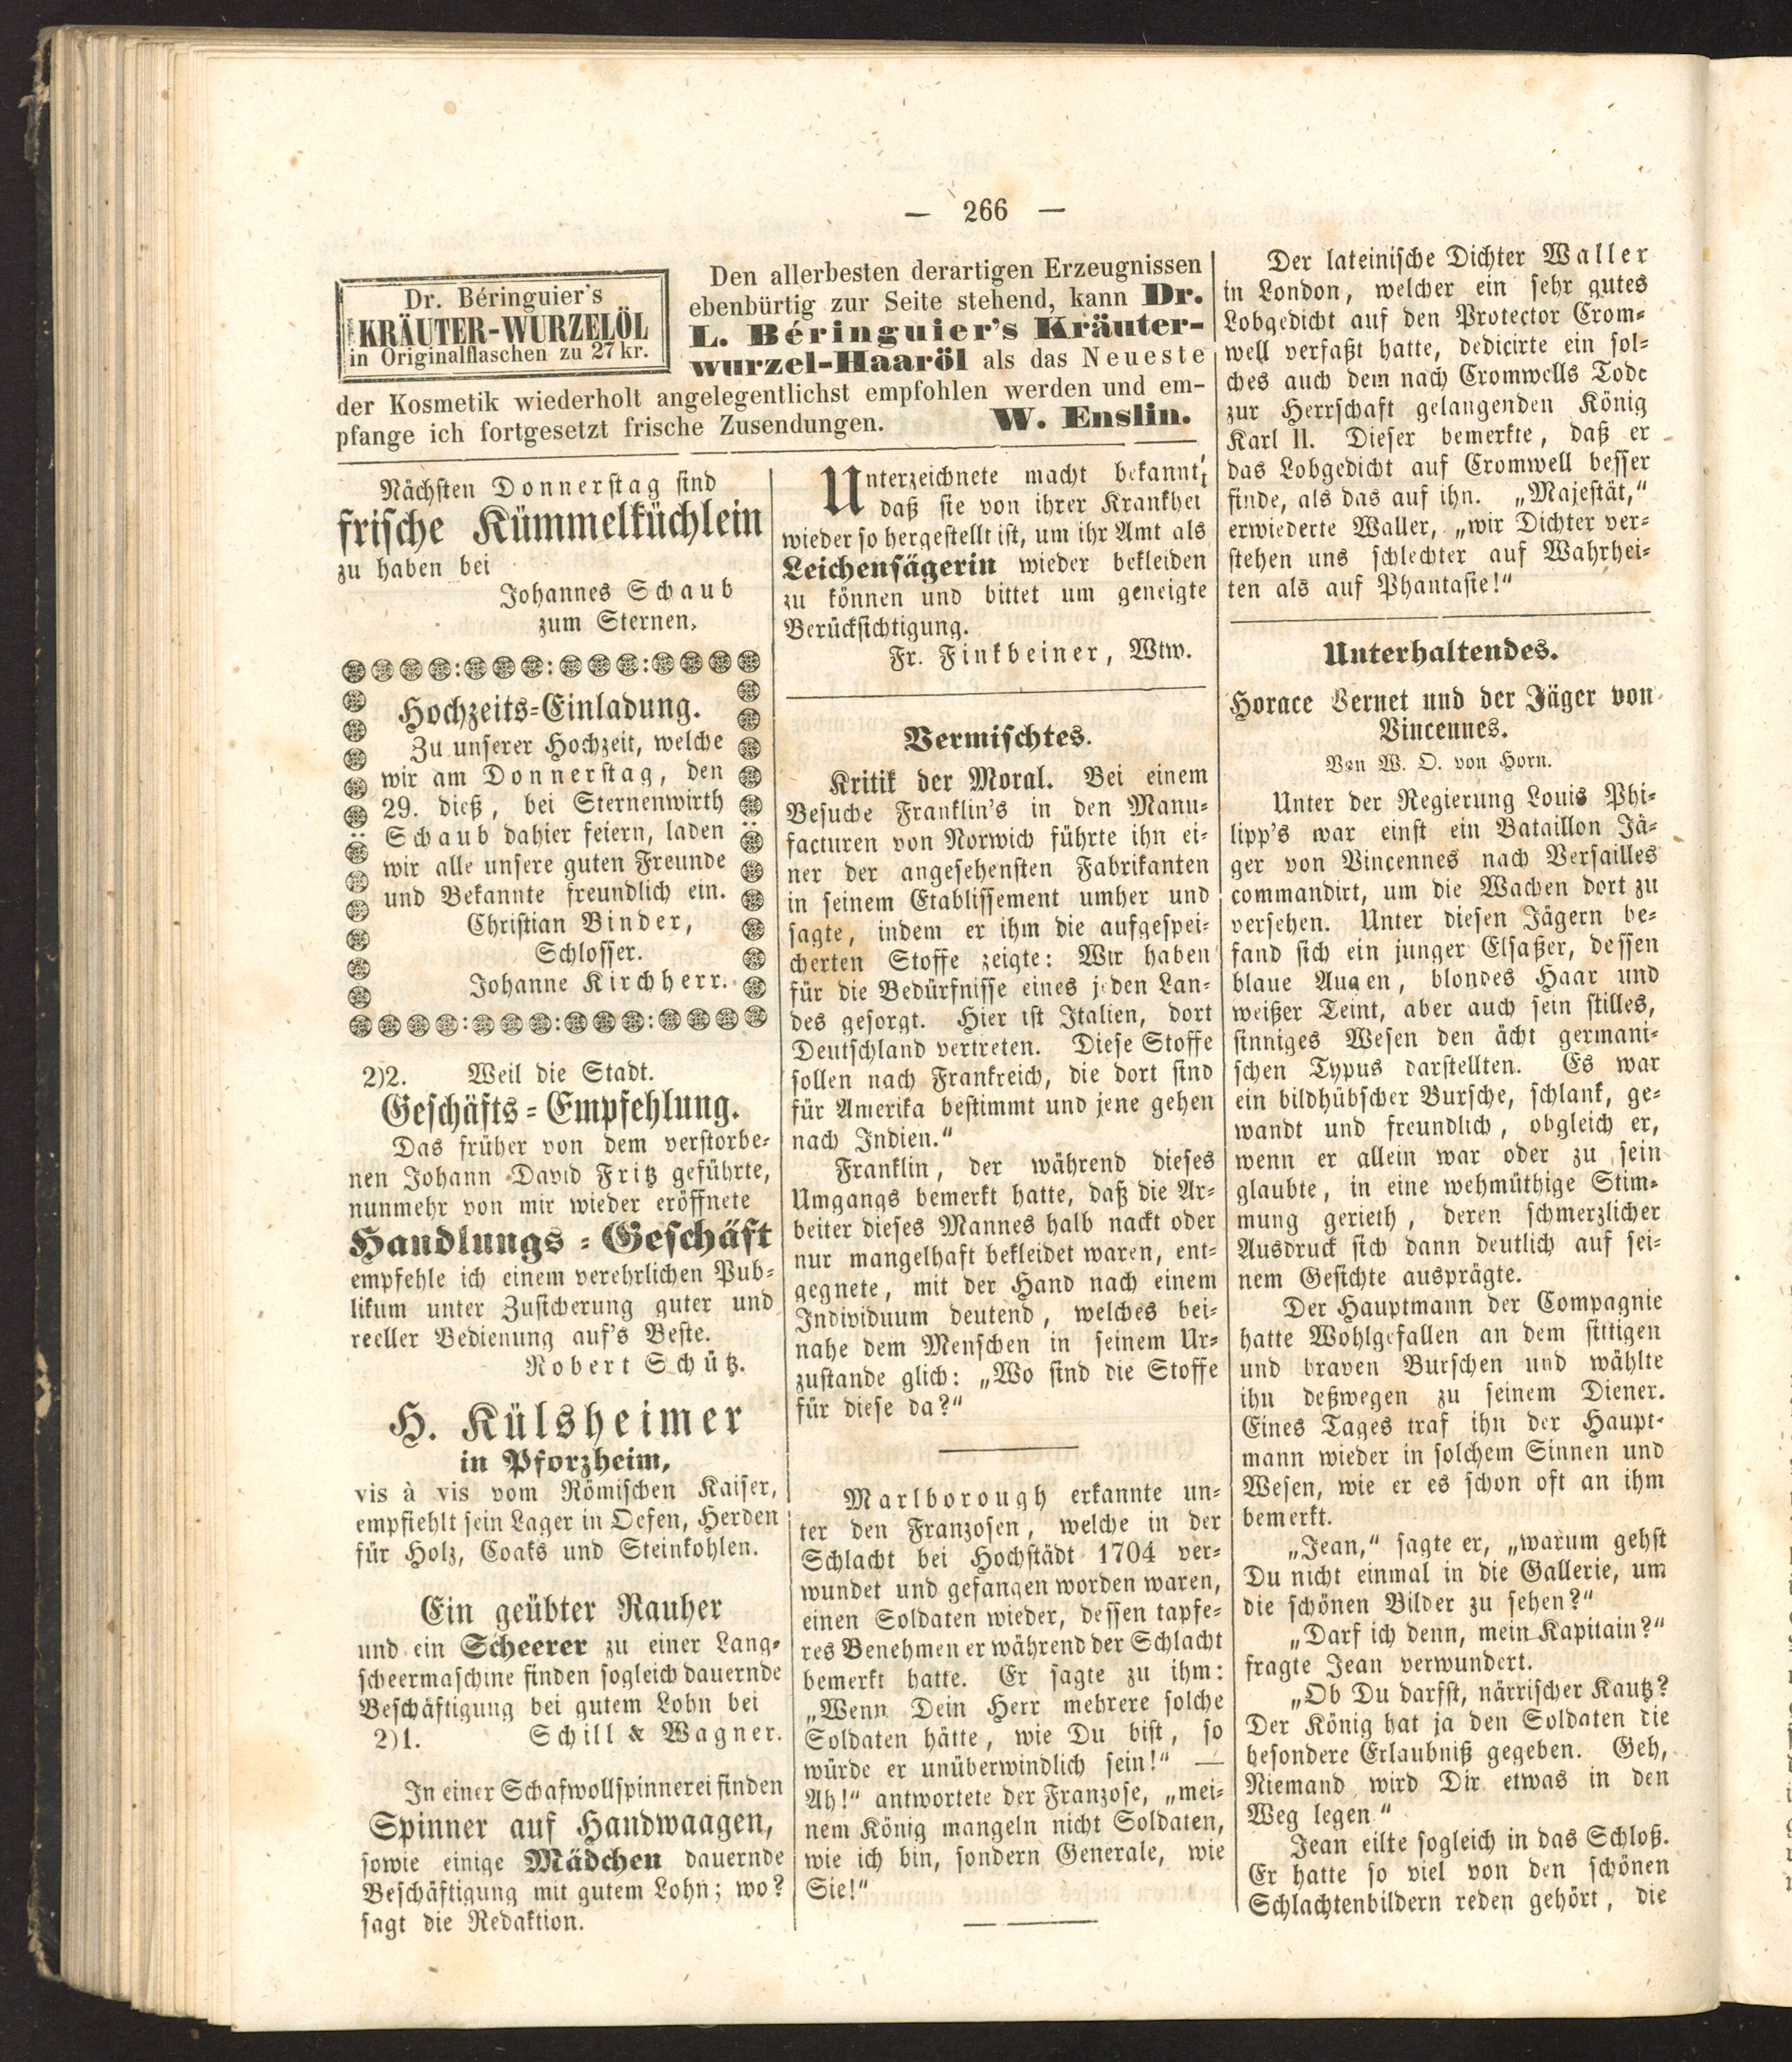 — 266 —
Dr. Béringuier's
KRÄUTER-WURZELÖL
in Originalflaschen zu 27 kr.
Den allerbesten derartigen Erzeugnissen
ebenbürtig zur Seite stehend, kann Dr.
L. Béringuier's Kräuter-
wurzel-Haaröl als das Neueste
der Kosmetik wiederholt angelegentlichst empfohlen werden und em-
pfange ich fortgesetzt frische Zusendungen. W. Enslin.
Nächsten Donnerstag sind
frische Kümmelküchlein
zu haben bei
Johannes Schaub
zum Sternen.
Hochzeits-Einladung.
Zu unserer Hochzeit, welche
wir am Donnerstag, den
29. dieß, bei Sternenwirth
Schaub dahier feiern, laden
wir alle unsere guten Freunde
und Bekannte freundlich ein.
Christian Binder,
Schlosser.
Johanne Kirchherr.
2)2. Weil die Stadt.
Geschäfts-Empfehlung.
Das früher von dem verstorbe-
nen Johann David Fritz geführte,
nunmehr von mir wieder eröffnete
Handlungs-Geschäft
empfehle ich einem verehrlichen Pub-
likum unter Zusicherung guter und
reeller Bedienung auf's Beste.
Robert Schütz.
H. Külsheimer
in Pforzheim,
vis à vis vom Römischen Kaiser,
empfiehlt sein Lager in Oefen, Herden
für Holz, Coaks und Steinkohlen.
Ein geübter Rauher
und ein Scheerer zu einer Lang-
scheermaschine finden sogleich dauernde
Beschäftigung bei gutem Lohn bei
2)1. Schill & Wagner.
In einer Schafwollspinnerei finden
Spinner auf Handwaagen,
sowie einige Mädchen dauernde
Beschäftigung mit gutem Lohn; wo?
sagt die Redaktion.
Unterzeichnete macht bekannt,
daß sie von ihrer Krankhei
wieder so hergestellt ist, um ihr Amt als
Leichensägerin wieder bekleiden
zu können und bittet um geneigte
Berücksichtigung.
Fr. Finkbeiner, Wtw.
Vermischtes.
Kritik der Moral. Bei einem
Besuche Franklin's in den Manu-
facturen von Norwich führte ihn ei-
ner der angesehensten Fabrikanten
in seinem Etablissement umher und
sagte, indem er ihm die aufgespei-
cherten Stoffe zeigte: Wir haben
für die Bedürfnisse eines jeden Lan-
des gesorgt. Hier ist Italien, dort
Deutschland vertreten. Diese Stoffe
sollen nach Frankreich, die dort sind
für Amerika bestimmt und jene gehen
nach Indien."
Franklin, der während dieses
Umgangs bemerkt hatte, daß die Ar-
beiter dieses Mannes halb nackt oder
nur mangelhaft bekleidet waren, ent-
gegnete, mit der Hand nach einem
Individuum deutend, welches bei-
nahe dem Menschen in seinem Ur-
zustande glich: „Wo sind die Stoffe
für diese da?"
Marlborough erkannte un-
ter den Franzosen, welche in der
Schlacht bei Hochstädt 1704 ver-
wundet und gefangen worden waren,
einen Soldaten wieder, dessen tapfe-
res Benehmen er während der Schlacht
bemerkt hatte. Er sagte zu ihm:
„Wenn Dein Herr mehrere solche
Soldaten hätte, wie Du bist, so
würde er unüberwindlich sein!" —
Ah!" antwortete der Franzose, „mei-
nem König mangeln nicht Soldaten,
wie ich bin, sondern Generale, wie
Sie!"
Der lateinische Dichter Waller
in London, welcher ein sehr gutes
Lobgedicht auf den Protector Crom-
well verfaßt hatte, dedicirte ein sol-
ches auch dem nach Cromwells Tode
zur Herrschaft gelangenden König
Karl II. Dieser bemerkte, daß er
das Lobgedicht auf Cromwell besser
finde, als das auf ihn. „Majestät,"
erwiederte Waller, „wir Dichter ver-
stehen uns schlechter auf Wahrhei-
ten als auf Phantasie!"
Unterhaltendes.
Horace Vernet und der Jäger von
Vincennes.
Von W. O. von Horn.
Unter der Regierung Louis Phi-
lipp's war einst ein Bataillon Jä-
ger von Vincennes nach Versailles
commandirt, um die Wachen dort zu
versehen. Unter diesen Jägern be-
fand sich ein junger Elsaßer, dessen
blaue Augen, blondes Haar und
weißer Teint, aber auch sein stilles,
sinniges Wesen den ächt germani-
schen Typus darstellten. Es war
ein bildhübscher Bursche, schlank, ge-
wandt und freundlich, obgleich er,
wenn er allein war oder zu sein
glaubte, in eine wehmüthige Stim-
mung gerieth, deren schmerzlicher
Ausdruck sich dann deutlich auf sei-
nem Gesichte ausprägte.
Der Hauptmann der Compagnie
hatte Wohlgefallen an dem sittigen
und braven Burschen und wählte
ihn deßwegen zu seinem Diener.
Eines Tages traf ihn der Haupt-
mann wieder in solchem Sinnen und
Wesen, wie er es schon oft an ihm
bemerkt.
„Jean," sagte er, „warum gehst
Du nicht einmal in die Gallerie, um
die schönen Bilder zu sehen?"
„Darf ich denn, mein Kapitain?"
fragte Jean verwundert.
„Ob Du darfst, närrischer Kautz?
Der König hat ja den Soldaten die
besondere Erlaubniß gegeben. Geh,
Niemand wird Dir etwas in den
Weg legen."
Jean eilte sogleich in das Schloß.
Er hatte so viel von den schönen
Schlachtenbildern reden gehört, die